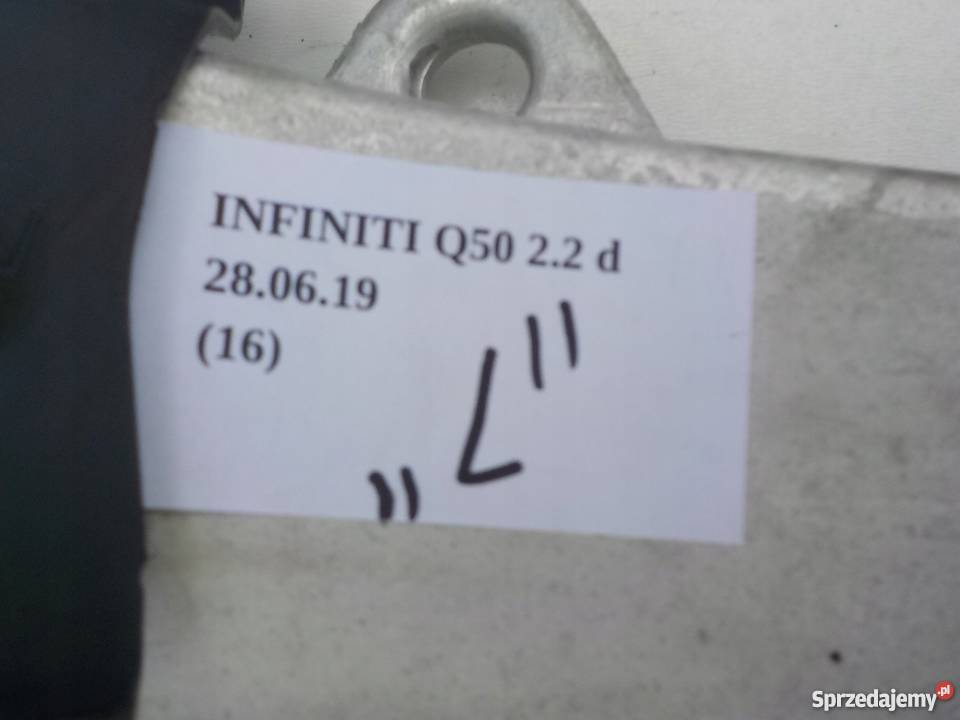 INFINITI Q50 2.2 d
28.06.19
(16)
„L"
Sprzedajemy.pl